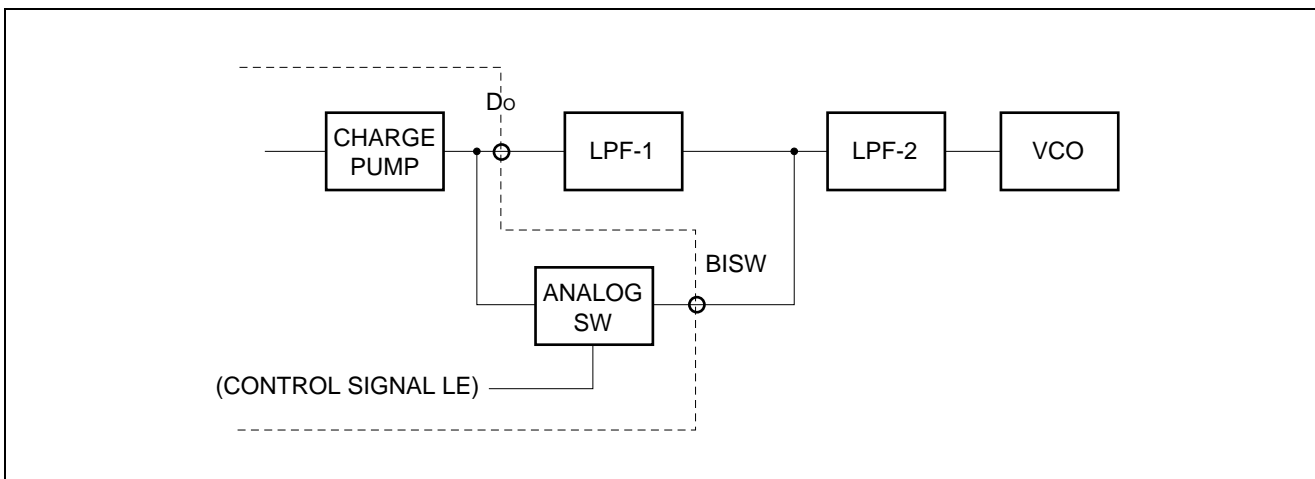 DO
CHARGE
PUMP
LPF-1
LPF-2
VCO
BISW
ANALOG
SW
(CONTROL SIGNAL LE)